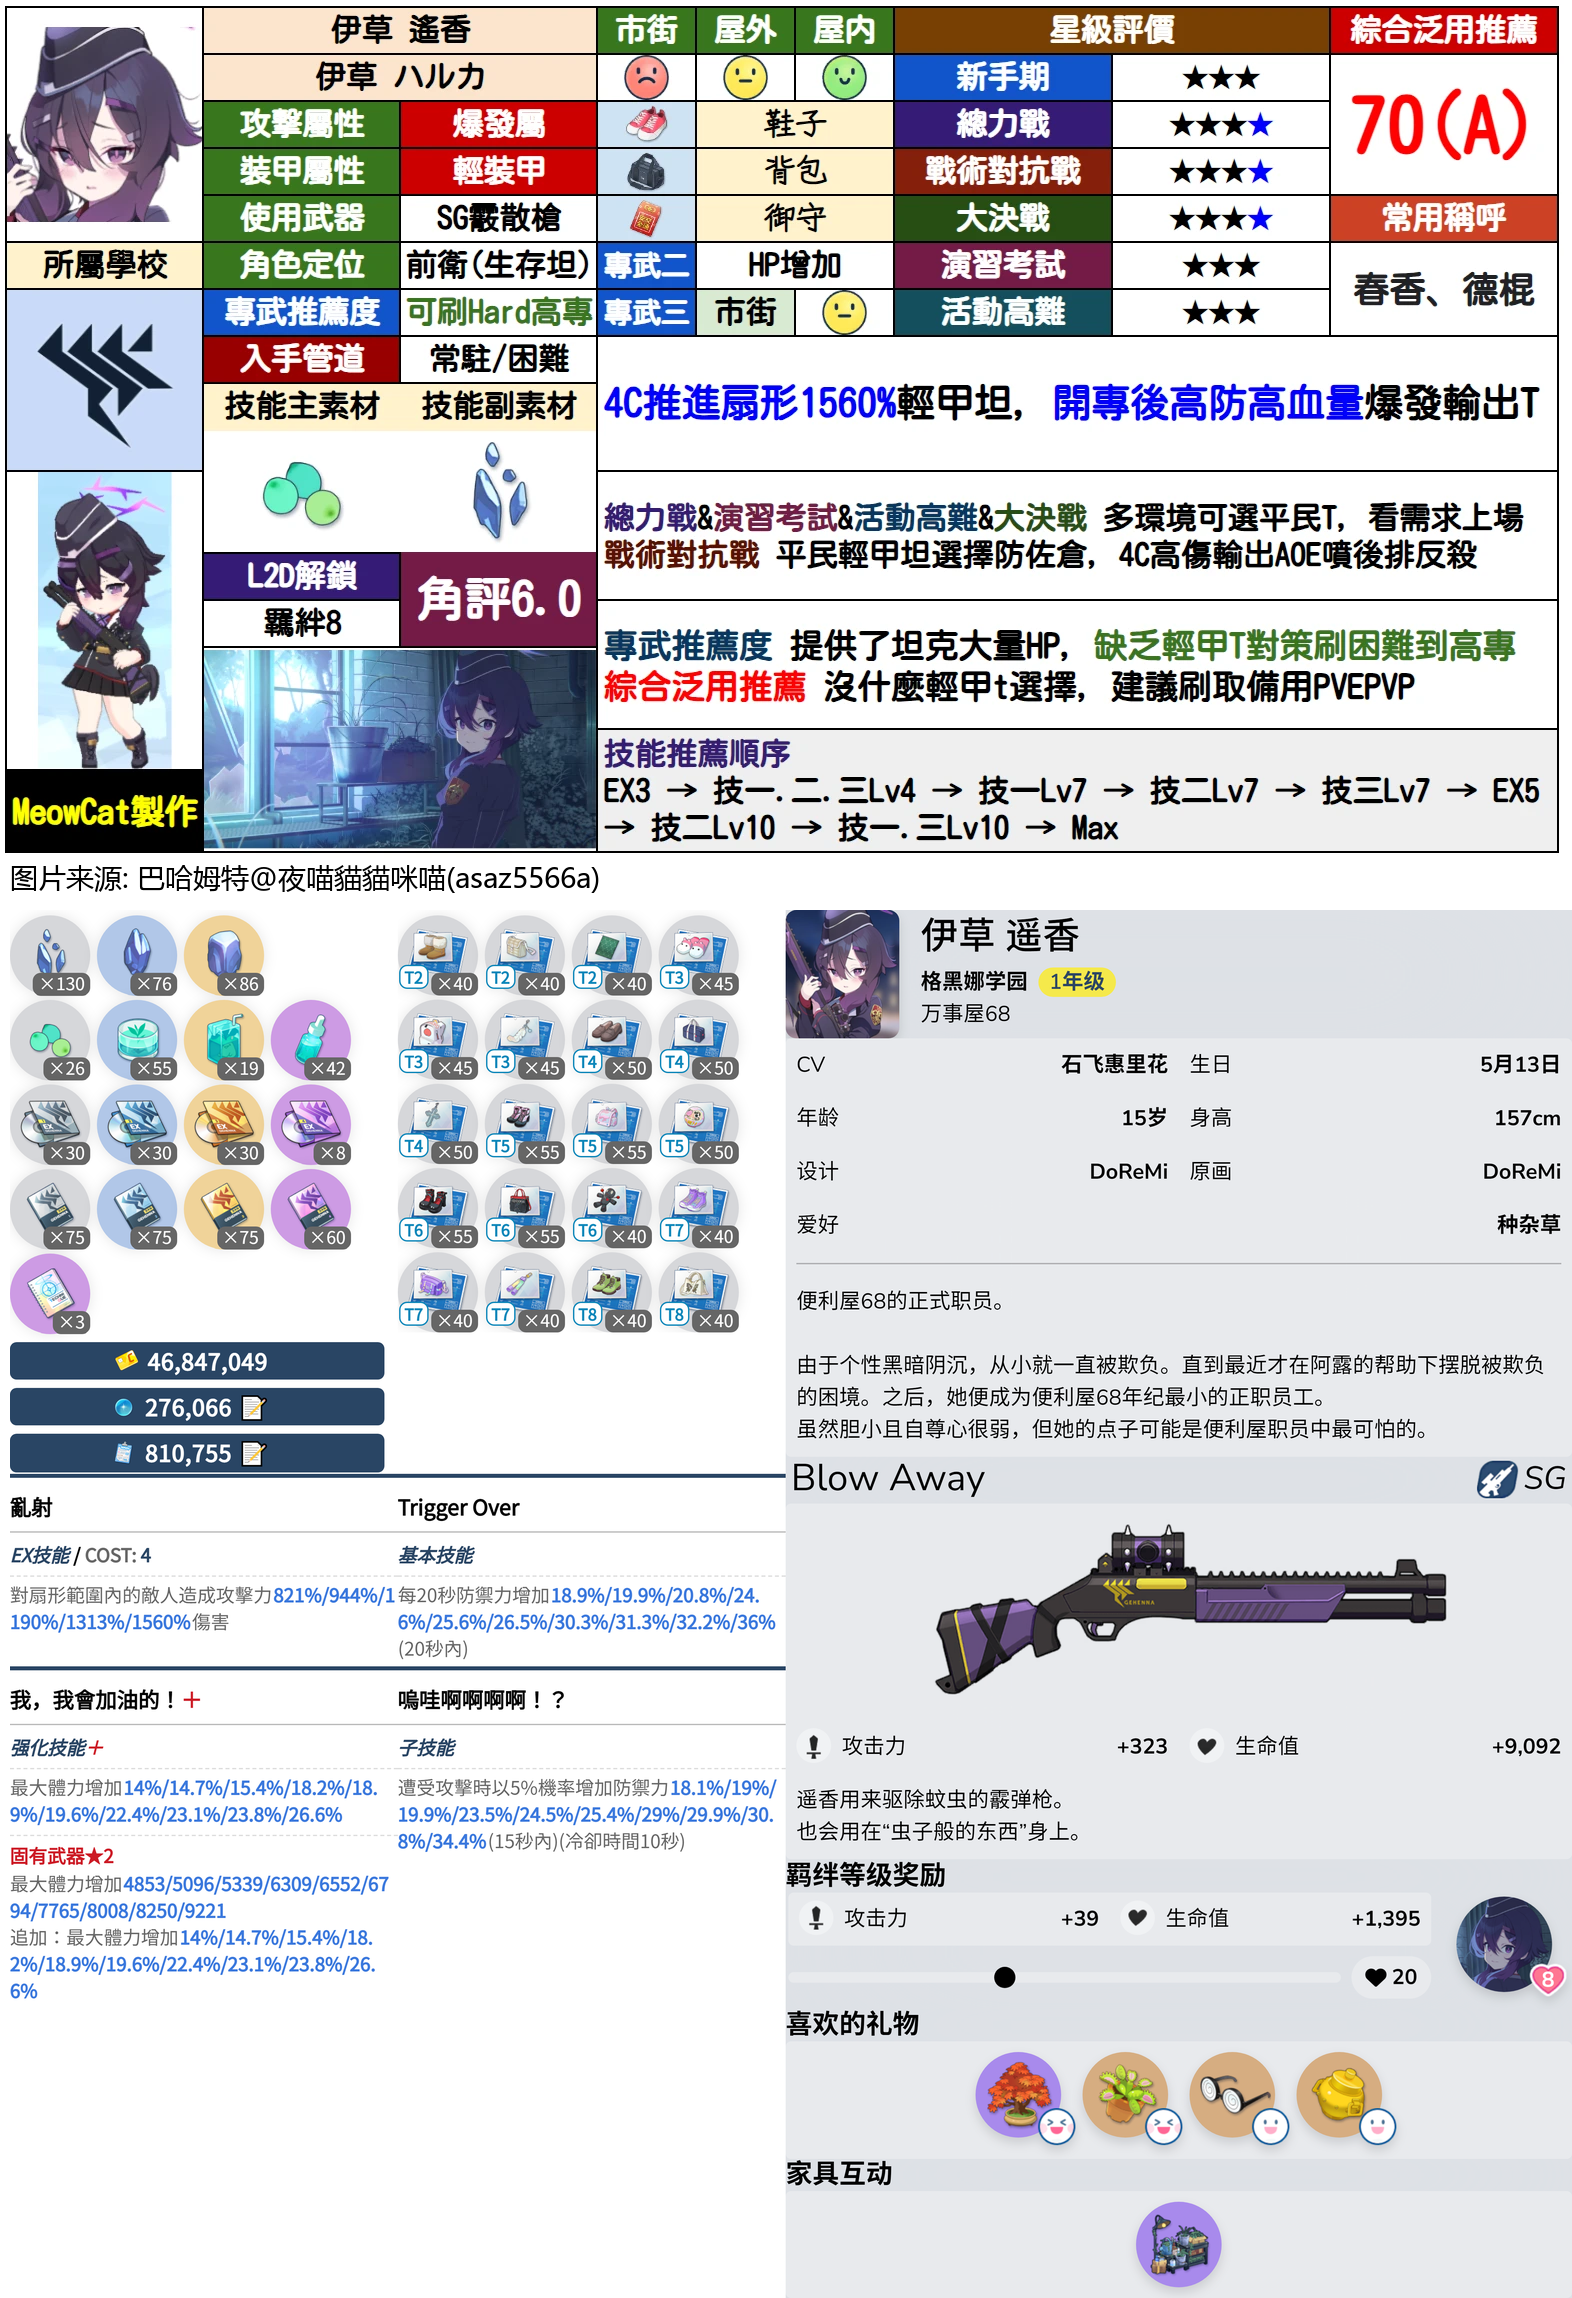 伊草 遙香
市街 屋外 屋内 星級評價 綜合泛用推薦
伊草 ハルカ
新手期 ★★★
70(A)
攻擊屬性 爆發屬 鞋子 總力戰 ★★★★
裝甲屬性 輕裝甲 背包 戰術對抗戰 ★★★★
使用武器 SG霰散槍 御守 大決戰 ★★★★ 常用稱呼
所屬學校 角色定位 前衛(生存坦) 專武二 HP增加 演習考試 ★★★
春香、德棍
專武推薦度 可刷Hard高專 專武三 市街 活動高難 ★★★
入手管道 常駐/困難
技能主素材 技能副素材
4C推進扇形1560%輕甲坦, 開專後高防高血量爆發輸出T
總力戰&演習考試&活動高難&大決戰 多環境可選平民T, 看需求上場
戰術對抗戰 平民輕甲坦選擇防佐倉, 4C高傷輸出AOE噴後排反殺
L2D解鎖 角評6.0
羈絆8
專武推薦度 提供了坦克大量HP, 缺乏輕甲T對策刷困難到高專
綜合泛用推薦 沒什麼輕甲t選擇, 建議刷取備用PVEPVP
技能推薦順序
EX3 → 技一.二.三Lv4 → 技一Lv7 → 技二Lv7 → 技三Lv7 → EX5
→ 技二Lv10 → 技一.三Lv10 → Max
MeowCat製作
图片来源: 巴哈姆特@夜喵貓貓咪喵(asaz5566a)
×130 ×76 ×86
×26 ×55 ×19 ×42
EX ×30 ×30 ×30 ×8
×75 ×75 ×75 ×60
×3
T2 ×40 T2 ×40 T2 ×40 T3 ×45
T3 ×45 T3 ×45 T4 ×50 T4 ×50
T4 ×50 T5 ×55 T5 ×55 T5 ×50
T6 ×55 T6 ×55 T6 ×40 T7 ×40
T7 ×40 T7 ×40 T8 ×40 T8 ×40
46,847,049
276,066
810,755
亂射
EX技能 / COST: 4
對扇形範圍內的敵人造成攻擊力821%/944%/1
190%/1313%/1560%傷害
Trigger Over
基本技能
每20秒防禦力增加18.9%/19.9%/20.8%/24.
6%/25.6%/26.5%/30.3%/31.3%/32.2%/36%
(20秒內)
我，我會加油的！＋
强化技能＋
最大體力增加14%/14.7%/15.4%/18.2%/18.
9%/19.6%/22.4%/23.1%/23.8%/26.6%
固有武器★2
最大體力增加4853/5096/5339/6309/6552/67
94/7765/8008/8250/9221
追加：最大體力增加14%/14.7%/15.4%/18.
2%/18.9%/19.6%/22.4%/23.1%/23.8%/26.
6%
嗚哇啊啊啊啊！？
子技能
遭受攻擊時以5%機率增加防禦力18.1%/19%/
19.9%/23.5%/24.5%/25.4%/29%/29.9%/30.
8%/34.4%(15秒內)(冷卻時間10秒)
伊草 遥香
格黑娜学园 1年级
万事屋68
CV 石飞惠里花 生日 5月13日
年龄 15岁 身高 157cm
设计 DoReMi 原画 DoReMi
爱好 种杂草
便利屋68的正式职员。
由于个性黑暗阴沉，从小就一直被欺负。直到最近才在阿露的帮助下摆脱被欺负
的困境。之后，她便成为便利屋68年纪最小的正职员工。
虽然胆小且自尊心很弱，但她的点子可能是便利屋职员中最可怕的。
Blow Away SG
GEHENNA
攻击力 +323 生命值 +9,092
遥香用来驱除蚊虫的霰弹枪。
也会用在“虫子般的东西”身上。
羁绊等级奖励
攻击力 +39 生命值 +1,395
20
8
喜欢的礼物
家具互动